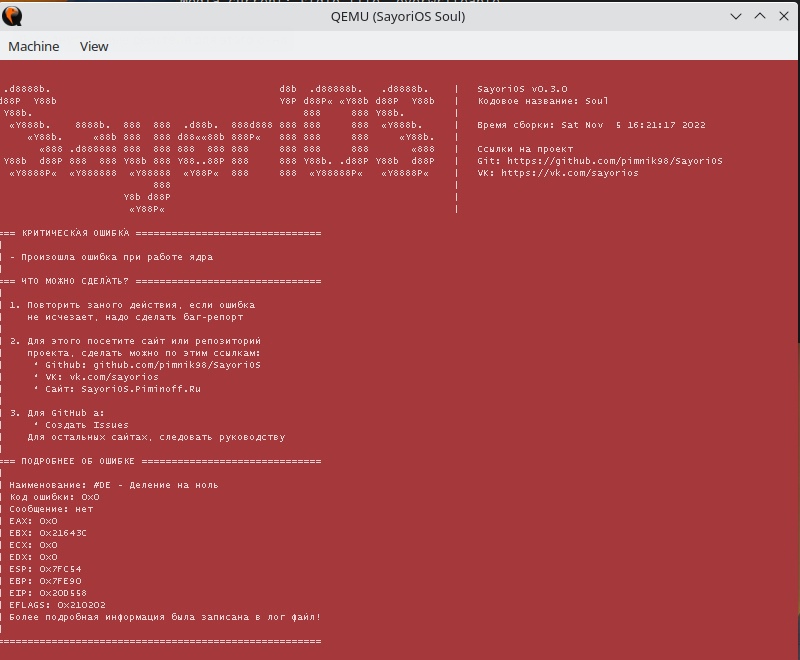 QEMU (SayoriOS Soul)
Machine View
SayoriOS v0.3.0
Кодовое название: Soul
Время сборки: Sat Nov 5 16:21:17 2022
Ссылки на проект
Git: https://github.com/pimnik98/SayoriOS
VK: https://vk.com/sayorios
=== КРИТИЧЕСКАЯ ОШИБКА ===============================
| - Произошла ошибка при работе ядра
=== ЧТО МОЖНО СДЕЛАТЬ? ===============================
| 1. Повторить заного действия, если ошибка
| не исчезает, надо сделать баг-репорт
| 2. Для этого посетите сайт или репозиторий
| проекта, сделать можно по этим ссылкам:
| * Github: github.com/pimnik98/SayoriOS
| * VK: vk.com/sayorios
| * Сайт: SayoriOS.Piminoff.Ru
| 3. Для GitHub а:
| * Создать Issues
| Для остальных сайтах, следовать руководству
=== ПОДРОБНЕЕ ОБ ОШИБКЕ ==============================
| Наименование: #DE - Деление на ноль
| Код ошибки: 0x0
| Сообщение: нет
| EAX: 0x0
| EBX: 0x21643C
| ECX: 0x0
| EDX: 0x0
| ESP: 0x7FC54
| EBP: 0x7FE90
| EIP: 0x20D558
| EFLAGS: 0x210202
| Более подробная информация была записана в лог файл!